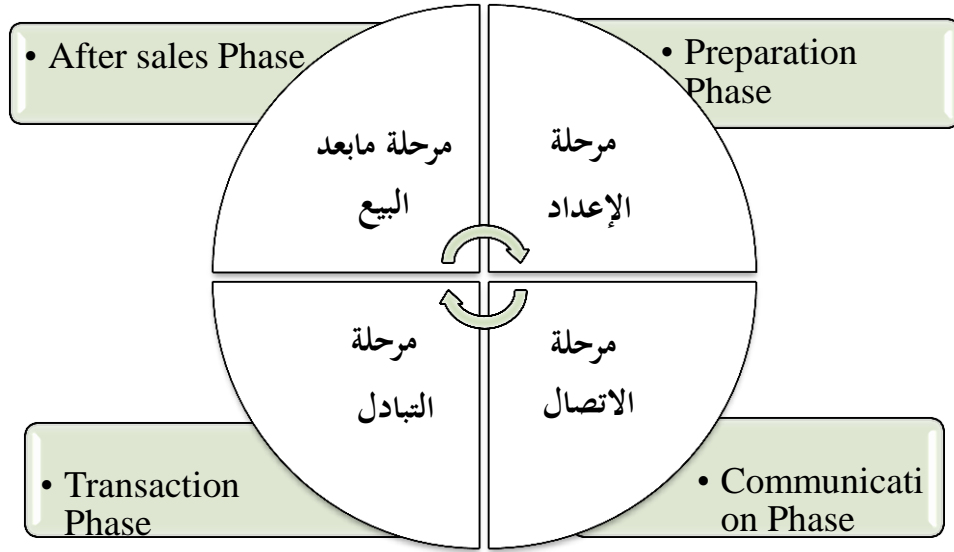 • After sales Phase
• Preparation
Phase
مرحلة مابعد
البيع
مرحلة
الإعداد
مرحلة
التبادل
مرحلة
الاتصال
• Transaction
Phase
• Communicati
on Phase